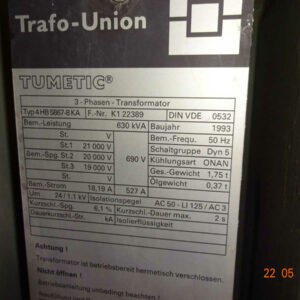 Trafo-Union
TUMETIC®
3 - Phasen - Transformator
Typ 4HB 5867-8KA F.-Nr. K1 22389 DIN VDE 0532
Bem.-Leistung 630 kVA Baujahr 1993
St. V Bem.-Frequ. 50 Hz
St.1 21 000 V Schaltgruppe Dyn 5
Bem.-Spg. St.2 20 000 V 690 V Kühlungsart ONAN
St.3 19 000 V Ges.-Gewicht 1,75 t
St. V Ölgewicht 0,37 t
Bem.-Strom 18,19 A 527 A
Um 24 / 1.1 kV Isolationspegel AC 50 - LI 125 / AC 3
Kurzschl.-Spg. 6,1 % Kurzschl.-Dauer max. 2 s
Dauerkurzschl.-Str. kA
Achtung !
Transformator ist betriebsbereit hermetisch verschlossen.
Nicht öffnen !
Betriebsanleitung unbedingt beachten !
22 05